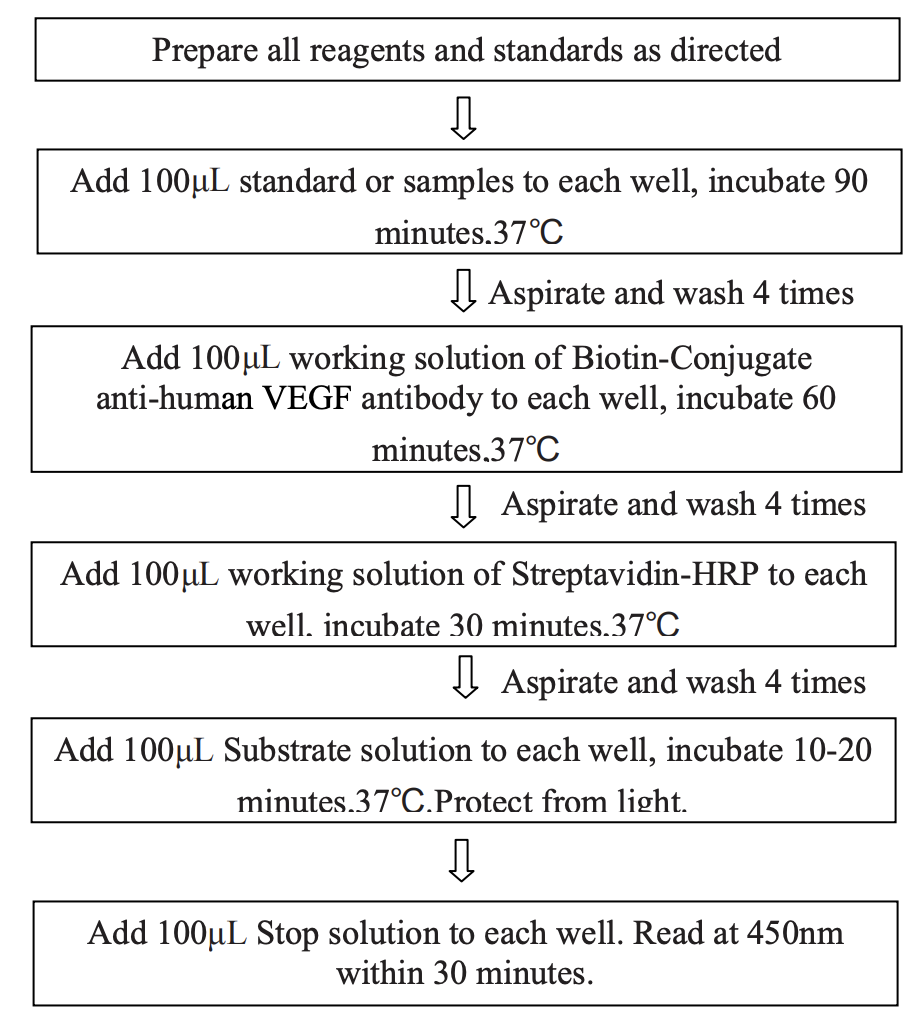 Prepare all reagents and standards as directed
Add 100μL standard or samples to each well, incubate 90
minutes.37℃
Aspirate and wash 4 times
Add 100μL working solution of Biotin-Conjugate
anti-human VEGF antibody to each well, incubate 60
minutes.37℃
Aspirate and wash 4 times
Add 100μL working solution of Streptavidin-HRP to each
well, incubate 30 minutes.37℃
Aspirate and wash 4 times
Add 100μL Substrate solution to each well, incubate 10-20
minutes.37℃.Protect from light.
Add 100μL Stop solution to each well. Read at 450nm
within 30 minutes.